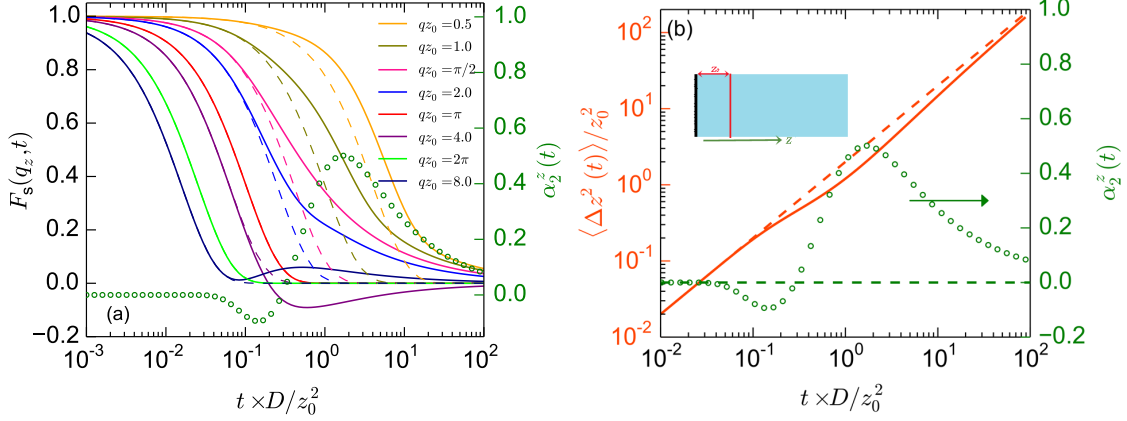 1.0
0.8
0.6
0.4
0.2
0.0
−0.2
F_s(q_z, t)
10^-3
10^-2
10^-1
10^0
10^1
10^2
t×D/z_0^2
(a)
qz_0 =0.5
qz_0 =1.0
qz_0 =π/2
qz_0 =2.0
qz_0 =π
qz_0 =4.0
qz_0 =2π
qz_0 =8.0
1.0
0.8
0.6
0.4
0.2
0.0
α_2^z(t)
(b)
10^2
10^1
10^0
10^-1
10^-2
⟨Δz^2(t)⟩/z_0^2
z
10^-2
10^-1
10^0
10^1
10^2
t×D/z_0^2
1.0
0.8
0.6
0.4
0.2
0.0
−0.2
α_2^z(t)